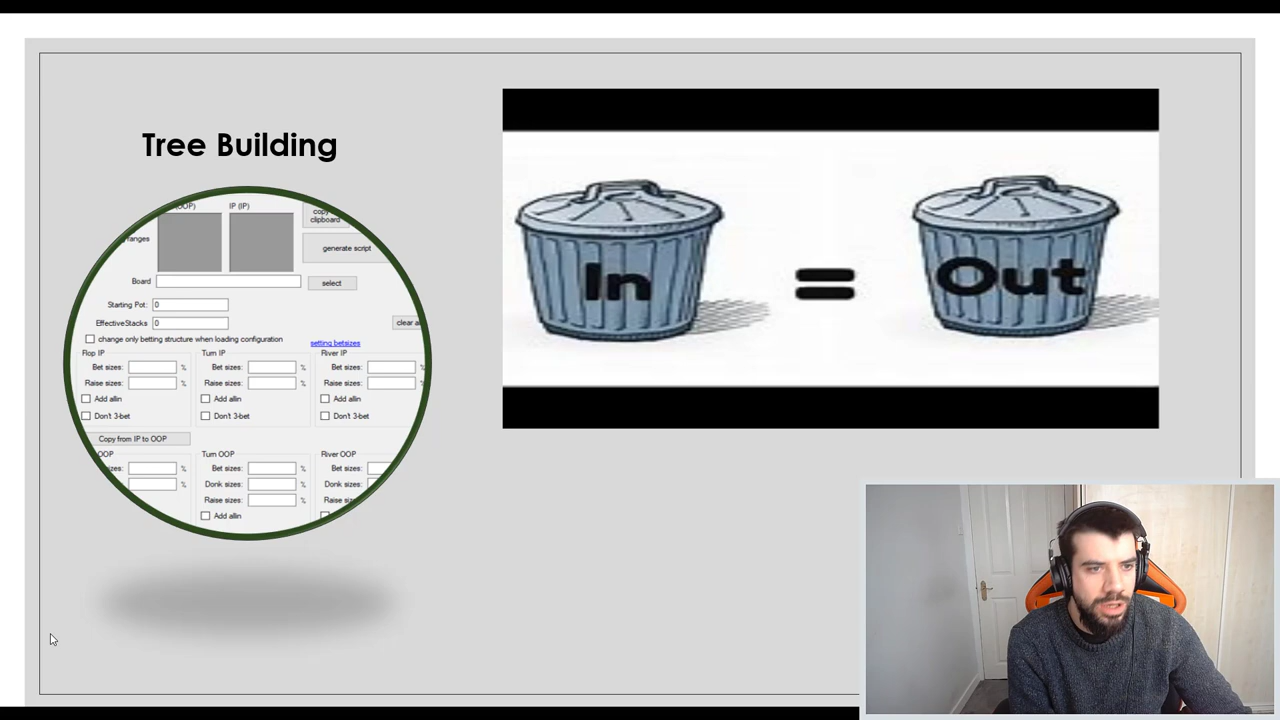 Tree Building
(OOP) IP (IP)
copy
clipboard
ranges
generate script
Board select
Starting Pot: 0
EffectiveStacks 0
clear
change only betting structure when loading configuration
setting betsizes
Flop IP Turn IP River IP
Bet sizes: % Bet sizes: % Bet sizes: %
Raise sizes: % Raise sizes: % Raise sizes: %
Add allin Add allin Add allin
Don't 3-bet Don't 3-bet Don't 3-bet
Copy from IP to OOP
OOP Turn OOP River OOP
% Bet sizes: % Bet sizes:
% Donk sizes: % Donk sizes:
Raise sizes: %
Add allin
In = Out